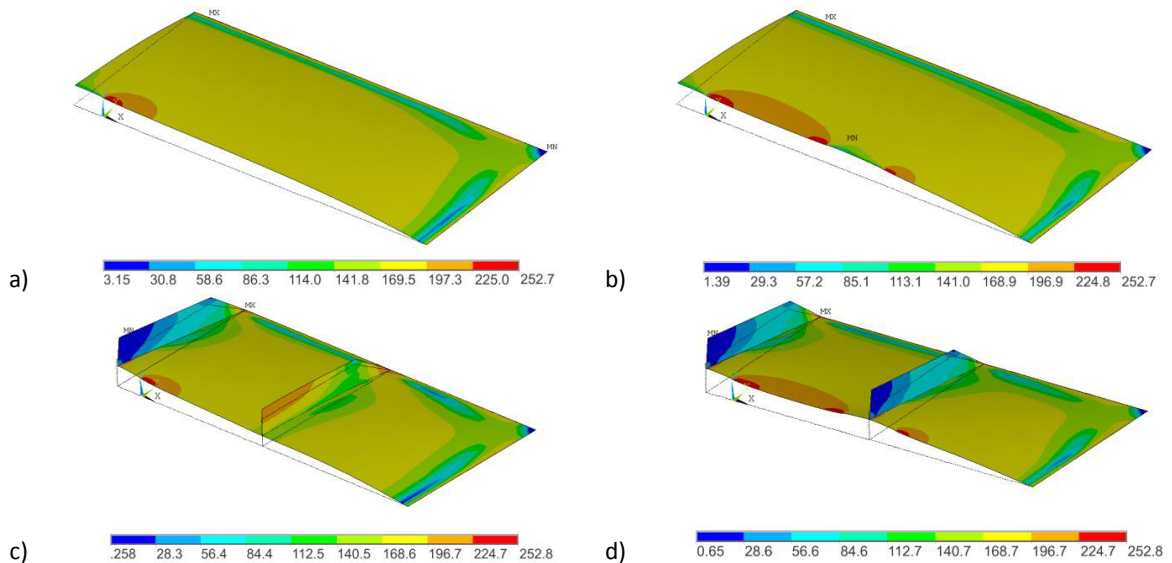 MX
MN
X
a) 3.15 30.8 58.6 86.3 114.0 141.8 169.5 197.3 225.0 252.7
MX
MN
X
b) 1.39 29.3 57.2 85.1 113.1 141.0 168.9 196.9 224.8 252.7
MN
MX
X
c) .258 28.3 56.4 84.4 112.5 140.5 168.6 196.7 224.7 252.8
MN
MX
X
d) 0.65 28.6 56.6 84.6 112.7 140.7 168.7 196.7 224.7 252.8